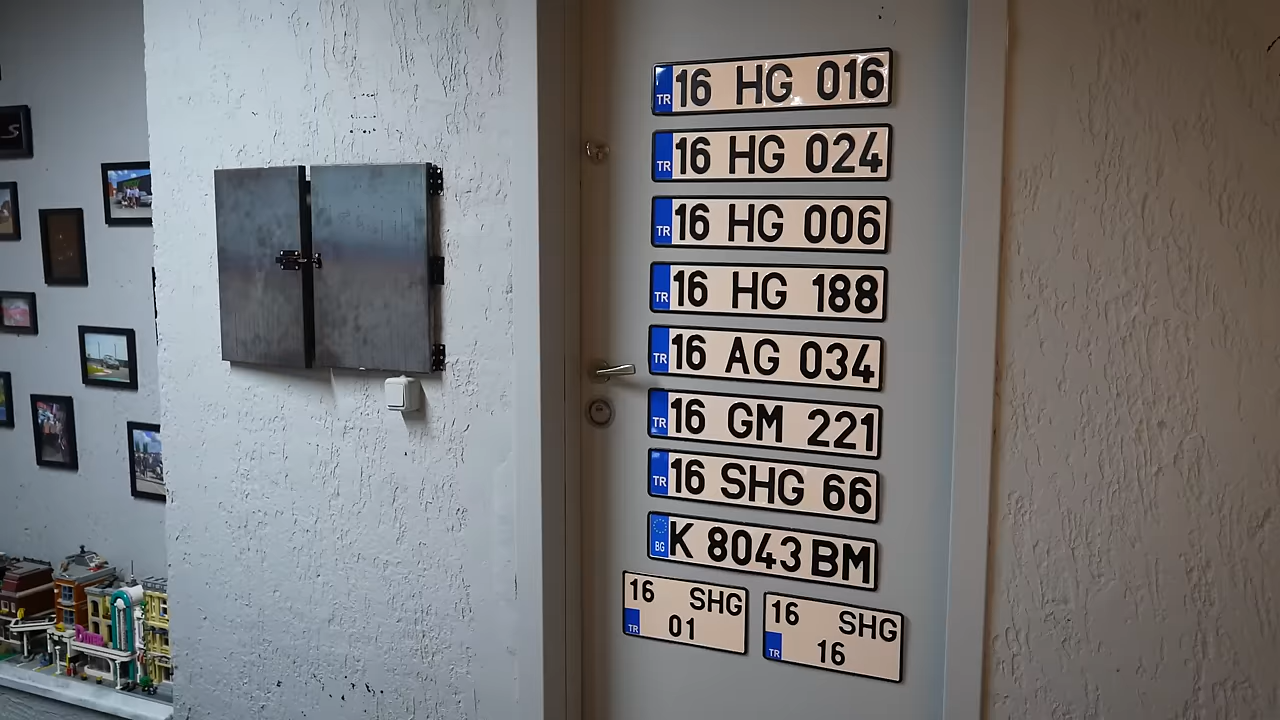 S
TR 16 HG 016
TR 16 HG 024
TR 16 HG 006
TR 16 HG 188
TR 16 AG 034
TR 16 GM 221
TR 16 SHG 66
BG K 8043 BM
16 SHG
TR 01
16 SHG
TR 16
Diner